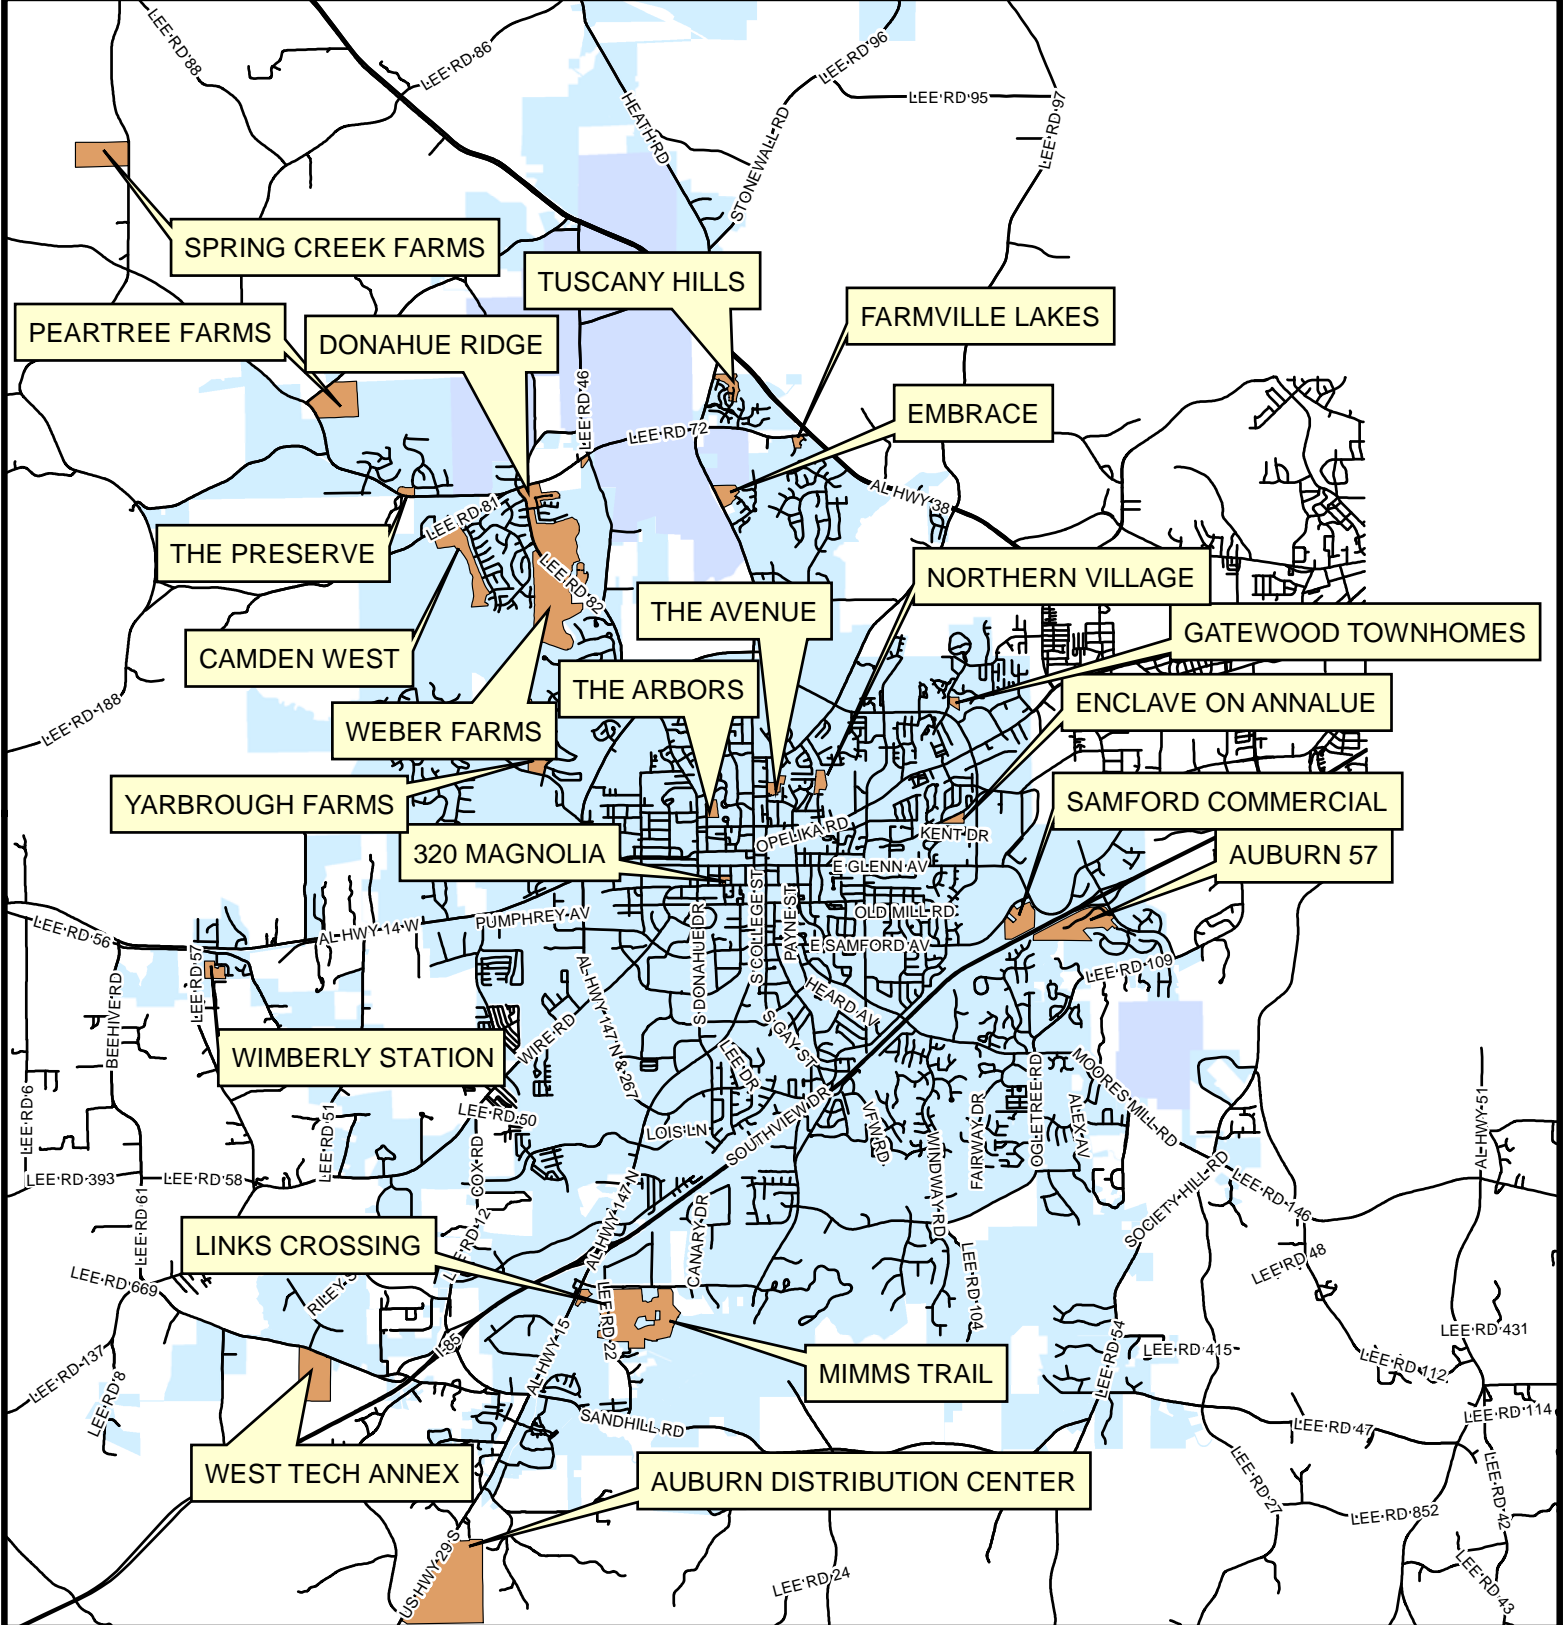 LEE RD 88
LEE RD 86
LEE RD 96
LEE RD 95
LEE RD 97
HEATH RD
STONEWALL RD
SPRING CREEK FARMS
TUSCANY HILLS
PEARTREE FARMS
DONAHUE RIDGE
FARMVILLE LAKES
LEE RD 46
LEE RD 72
EMBRACE
AL HWY 38
LEE RD 81
THE PRESERVE
LEE RD 82
NORTHERN VILLAGE
THE AVENUE
GATEWOOD TOWNHOMES
CAMDEN WEST
THE ARBORS
ENCLAVE ON ANNALUE
LEE RD 188
WEBER FARMS
YARBROUGH FARMS
SAMFORD COMMERCIAL
OPELIKA RD
KENT DR
320 MAGNOLIA
E GLENN AV
AUBURN 57
LEE RD 56
AL HWY 14 W
PUMPHREY AV
S DONAHUE DR
S COLLEGE ST
PAYNE ST
OLD MILL RD
E SAMFORD AV
LEE RD 57
BEEHIVE RD
AL HWY 147 N & 267
HEARD AV
LEE RD 109
WIMBERLY STATION
WIRE RD
LEE DR
S GAY ST
LEE RD 6
LEE RD 51
LEE RD 50
LOIS LN
SOUTHVIEW DR
VFW RD
WINDWAY RD
FAIRWAY DR
OGLETREE RD
ALEX AV
MOORES MILL RD
AL HWY 51
LEE RD 393
LEE RD 58
LEE RD 61
COX RD
LEE RD 12
AL HWY 147 N
CANARY DR
SOCIETY HILL RD
LEE RD 146
LEE RD 48
LINKS CROSSING
LEE RD 669
RILEY S
LEE RD 22
LEE RD 104
I-85
AL HWY 15
MIMMS TRAIL
LEE RD 54
LEE RD 415
LEE RD 431
LEE RD 112
LEE RD 137
LEE RD 8
SANDHILL RD
LEE RD 114
LEE RD 47
WEST TECH ANNEX
AUBURN DISTRIBUTION CENTER
LEE RD 27
LEE RD 42
LEE RD 852
US HWY 29 S
LEE RD 24
LEE RD 43